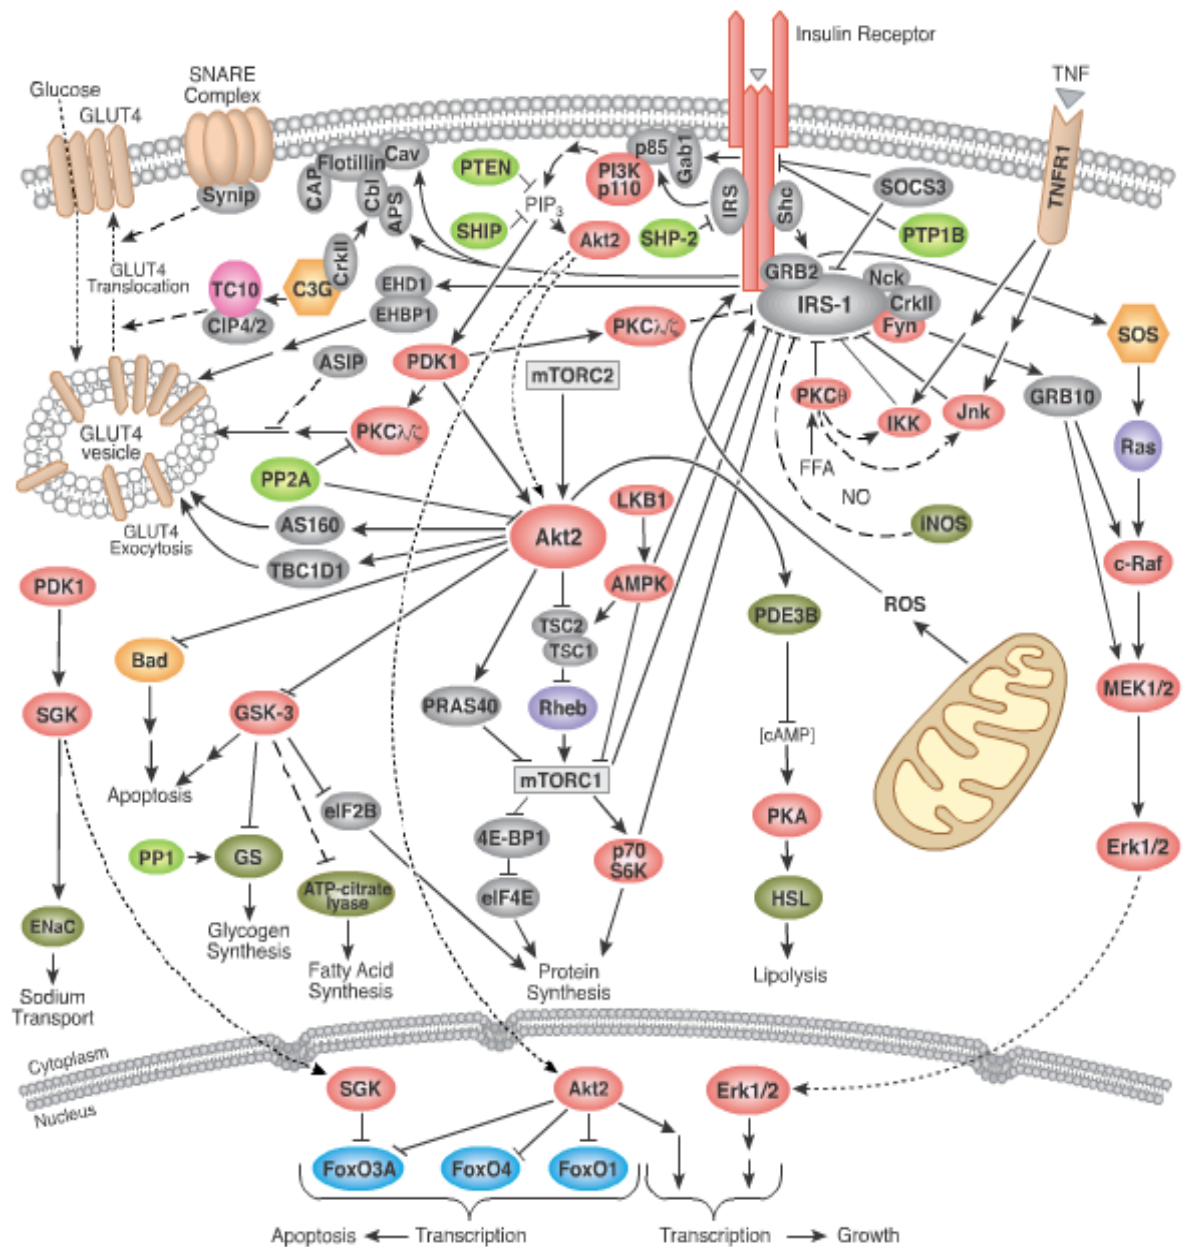 Insulin Receptor
TNF
SNARE
Complex
Glucose
GLUT4
Synip
CAP
Flotillin
Cav
Cbl
APS
CrkII
PTEN
SHIP
PIP3
PI3K
p110
p85
Gab1
IRS
Shc
SHP-2
Akt2
SOCS3
PTP1B
TNFR1
GLUT4
Translocation
TC10
CIP4/2
C3G
EHD1
EHBP1
GRB2
IRS-1
Nck
CrkII
Fyn
SOS
ASIP
PDK1
PKCλ/ζ
mTORC2
PKCλ/ζ
PKCθ
IKK
Jnk
GRB10
Ras
FFA
NO
iNOS
GLUT4
vesicle
PP2A
GLUT4
Exocytosis
AS160
TBC1D1
Akt2
LKB1
AMPK
TSC2
TSC1
PDE3B
ROS
c-Raf
PDK1
SGK
Bad
GSK-3
PRAS40
Rheb
mTORC1
[cAMP]
MEK1/2
Apoptosis
eIF2B
4E-BP1
p70
S6K
PKA
Erk1/2
PP1
GS
ATP-citrate
lyase
eIF4E
HSL
ENaC
Glycogen
Synthesis
Fatty Acid
Synthesis
Protein
Synthesis
Lipolysis
Sodium
Transport
Cytoplasm
Nucleus
SGK
Akt2
Erk1/2
FoxO3A
FoxO4
FoxO1
Apoptosis
Transcription
Transcription
Growth